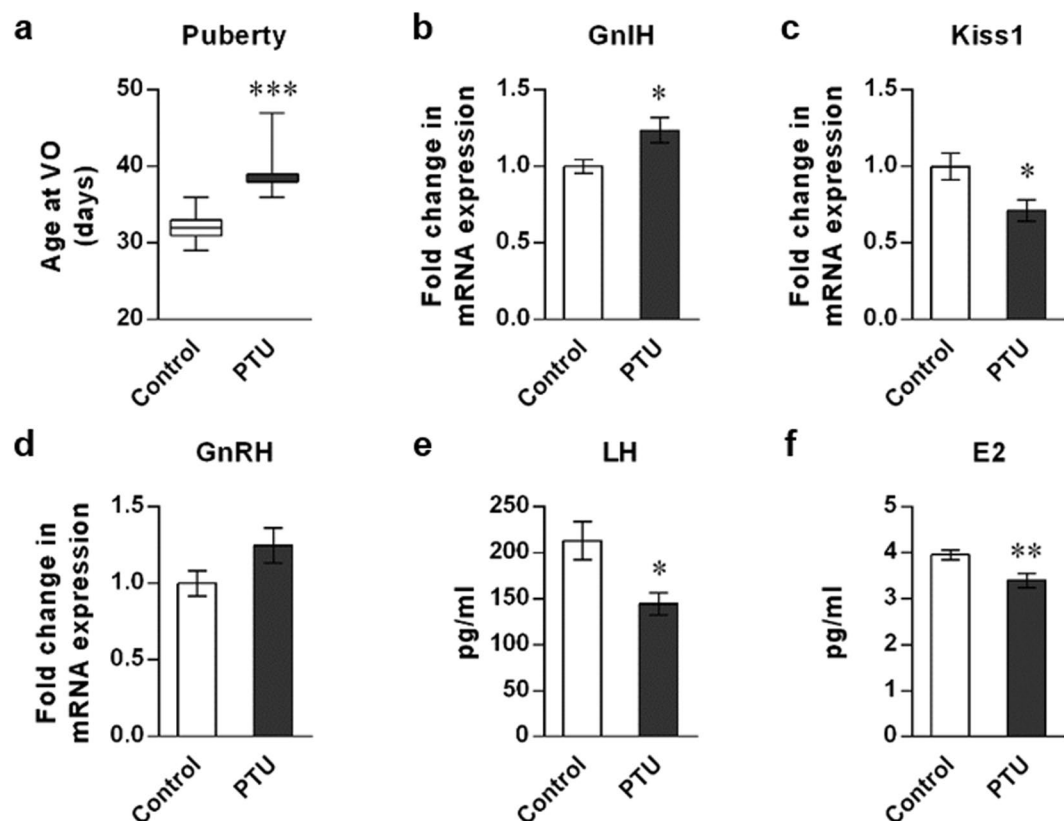 a
Puberty
Age at VO
(days)
50
40
30
20
***
Control
PTU
b
GnIH
Fold change in
mRNA expression
1.5
1.0
0.5
0.0
*
Control
PTU
c
Kiss1
Fold change in
mRNA expression
1.5
1.0
0.5
0.0
*
Control
PTU
d
GnRH
Fold change in
mRNA expression
1.5
1.0
0.5
0.0
Control
PTU
e
LH
pg/ml
250
200
150
100
50
0
*
Control
PTU
f
E2
pg/ml
5
4
3
2
1
0
**
Control
PTU